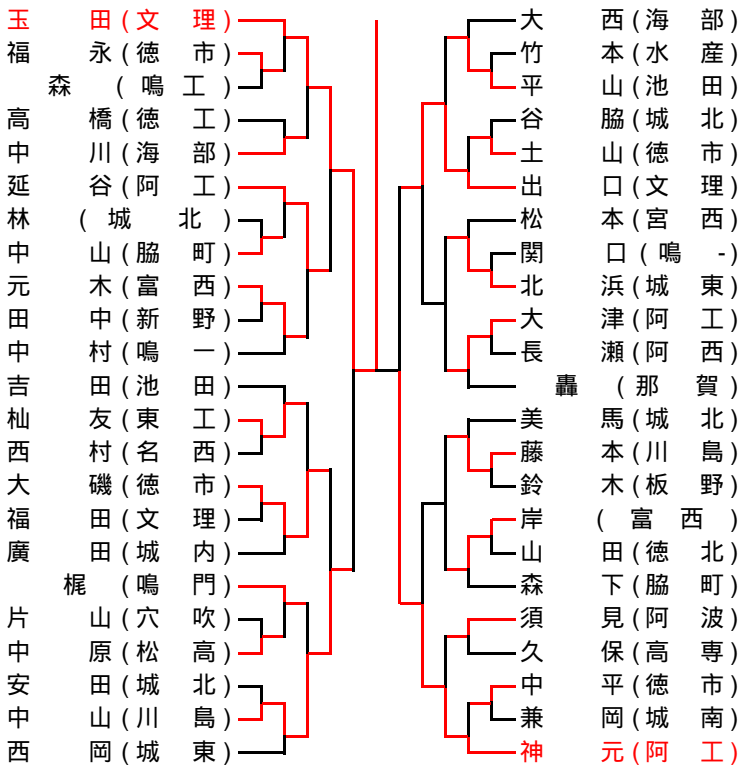 玉田(文理)
福永(徳市)
森(鳴工)
高橋(徳工)
中川(海部)
延谷(阿工)
林(城北)
中山(脇町)
元木(富西)
田中(新野)
中村(鳴一)
吉田(池田)
杣友(東工)
西村(名西)
大磯(徳市)
福田(文理)
廣田(城内)
梶(鳴門)
片山(穴吹)
中原(松高)
安田(城北)
中山(川島)
西岡(城東)
大西(海部)
竹本(水産)
平山(池田)
谷脇(城北)
土山(徳市)
出口(文理)
松本(宮西)
関口(鳴-)
北浜(城東)
大津(阿工)
長瀬(阿西)
轟(那賀)
美馬(城北)
藤本(川島)
鈴木(板野)
岸(富西)
山田(徳北)
森下(脇町)
須見(阿波)
久保(高専)
中平(徳市)
兼岡(城南)
神元(阿工)